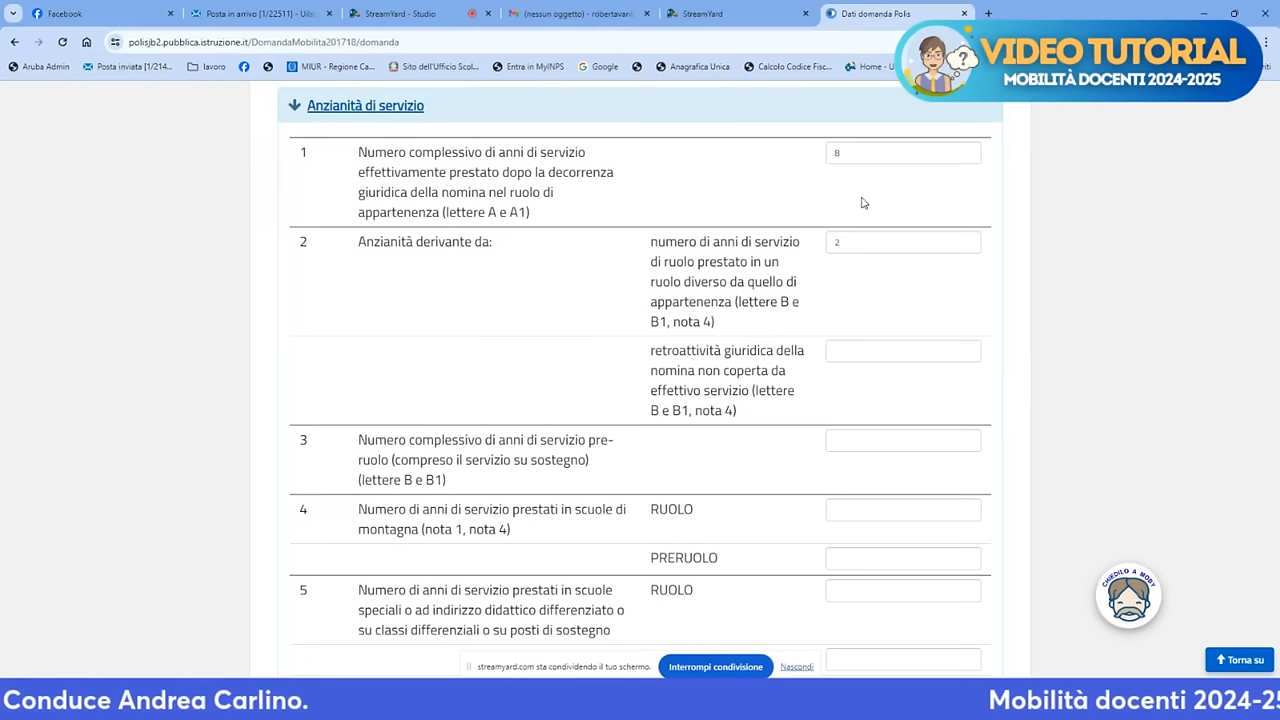 Facebook
Posta in arrivo [1/22511] - Uils
StreamYard - Studio
(nessun oggetto) - robertavaril
StreamYard
Dati domanda Polis
polisjb2.pubblica.istruzione.it/DomandaMobilita201718/domanda
Aruba Admin
Posta inviata [1/214...
lavoro
MIUR - Regione Ca...
Sito dell'Ufficio Scol...
Entra in MyINPS
Google
Anagrafica Unica
Calcolo Codice Fisc...
Home - U
VIDEO TUTORIAL
MOBILITÀ DOCENTI 2024-2025
Anzianità di servizio
1 Numero complessivo di anni di servizio 8
effettivamente prestato dopo la decorrenza
giuridica della nomina nel ruolo di
appartenenza (lettere A e A1)
2 Anzianità derivante da: numero di anni di servizio 2
di ruolo prestato in un
ruolo diverso da quello di
appartenenza (lettere B e
B1, nota 4)
retroattività giuridica della
nomina non coperta da
effettivo servizio (lettere
B e B1, nota 4)
3 Numero complessivo di anni di servizio pre-
ruolo (compreso il servizio su sostegno)
(lettere B e B1)
4 Numero di anni di servizio prestati in scuole di RUOLO
montagna (nota 1, nota 4)
PRERUOLO
5 Numero di anni di servizio prestati in scuole RUOLO
speciali o ad indirizzo didattico differenziato o
su classi differenziali o su posti di sostegno
CHIEDILO A MOBY
streamyard.com sta condividendo il tuo schermo. Interrompi condivisione Nascondi
Torna su
Conduce Andrea Carlino. Mobilità docenti 2024-25